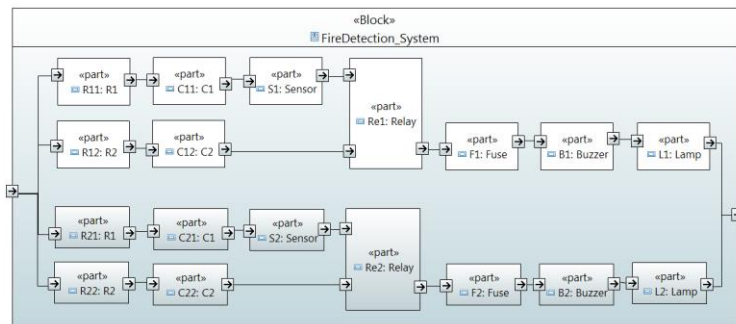 «Block»
FireDetection_System
«part» «part» «part» «part»
R11: R1 C11: C1 S1: Sensor Re1: Relay
«part» «part» «part» «part» «part»
R12: R2 C12: C2 F1: Fuse B1: Buzzer L1: Lamp
«part» «part» «part» «part»
R21: R1 C21: C1 S2: Sensor Re2: Relay
«part» «part» «part» «part» «part»
R22: R2 C22: C2 F2: Fuse B2: Buzzer L2: Lamp